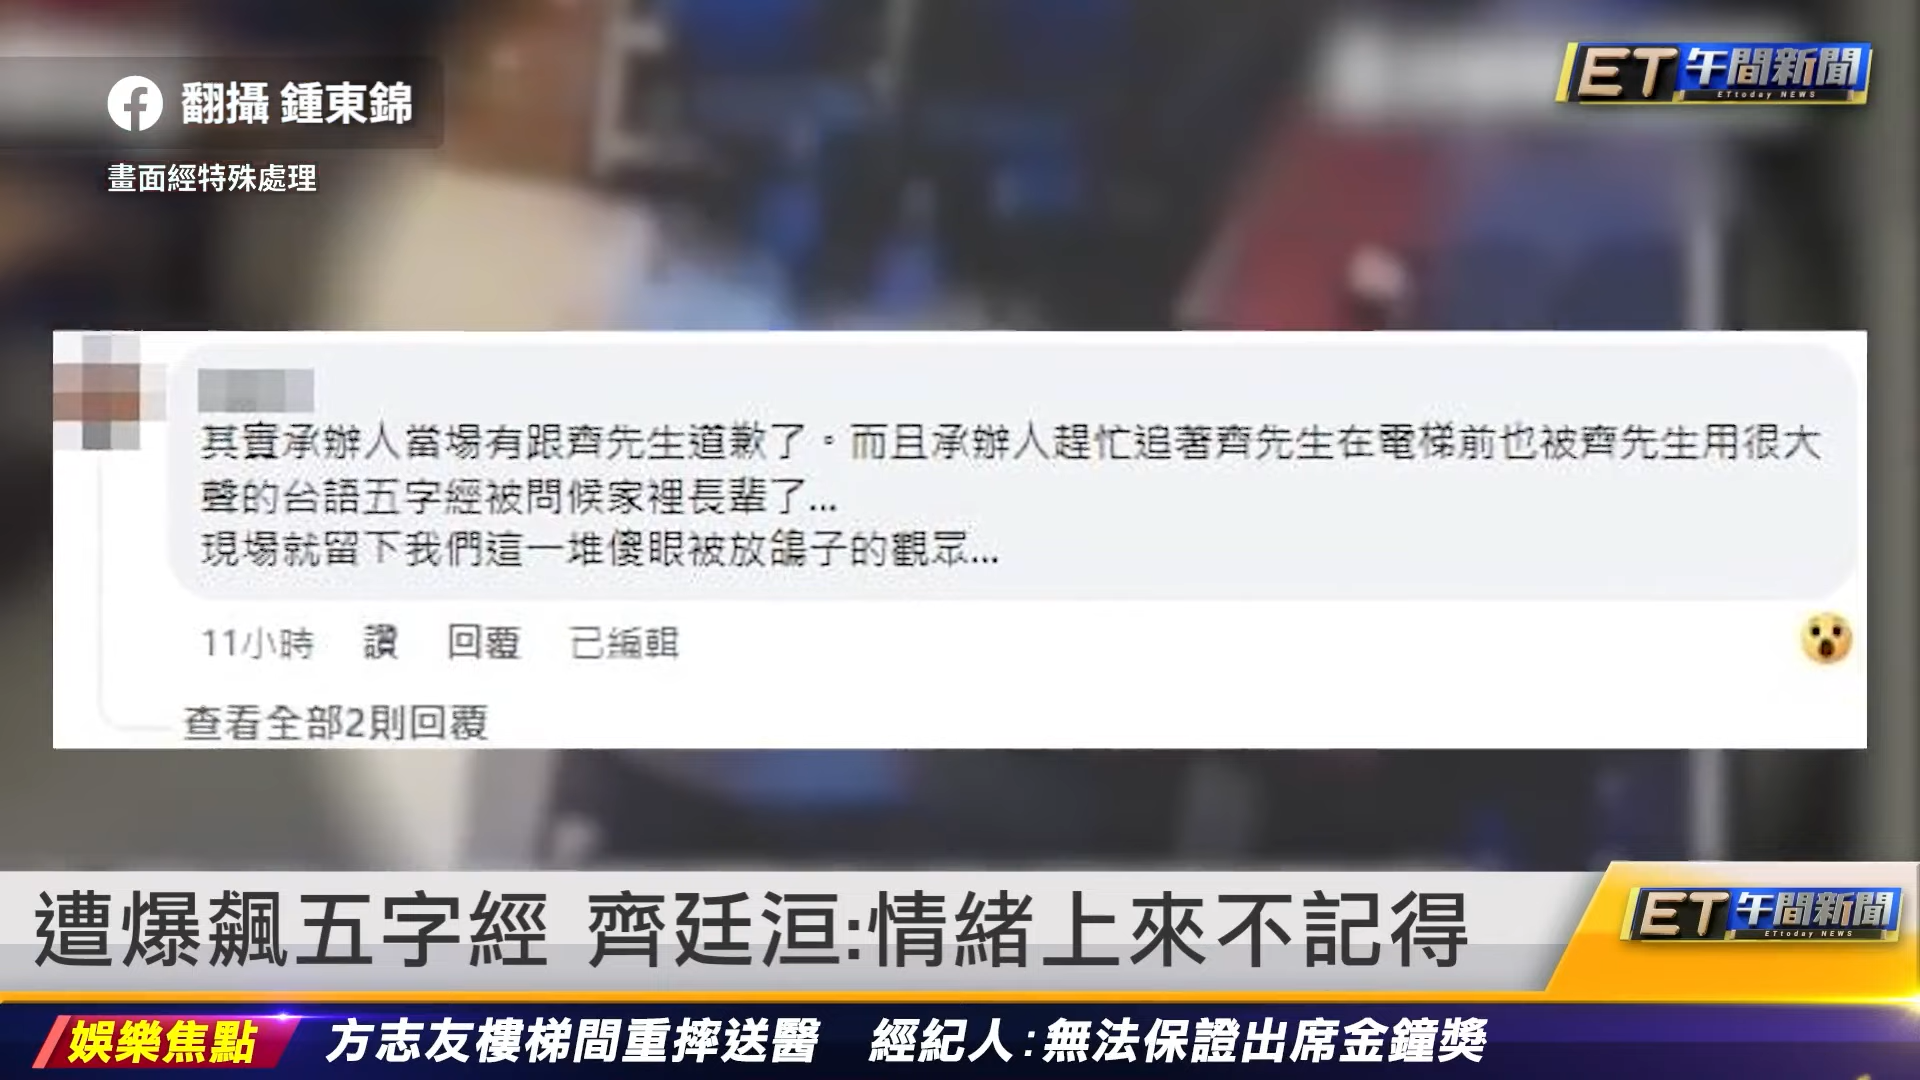 翻攝 鍾東錦
畫面經特殊處理
ET 午間新聞
ETtoday NEWS
其實承辦人當場有跟齊先生道歉了。而且承辦人趕忙追著齊先生在電梯前也被齊先生用很大
聲的台語五字經被問候家裡長輩了...
現場就留下我們這一堆傻眼被放鴿子的觀眾...
11小時 讚 回覆 已編輯
查看全部2則回覆
遭爆飆五字經 齊廷洹:情緒上來不記得
ET 午間新聞
ETtoday NEWS
娛樂焦點 方志友樓梯間重摔送醫 經紀人:無法保證出席金鐘獎